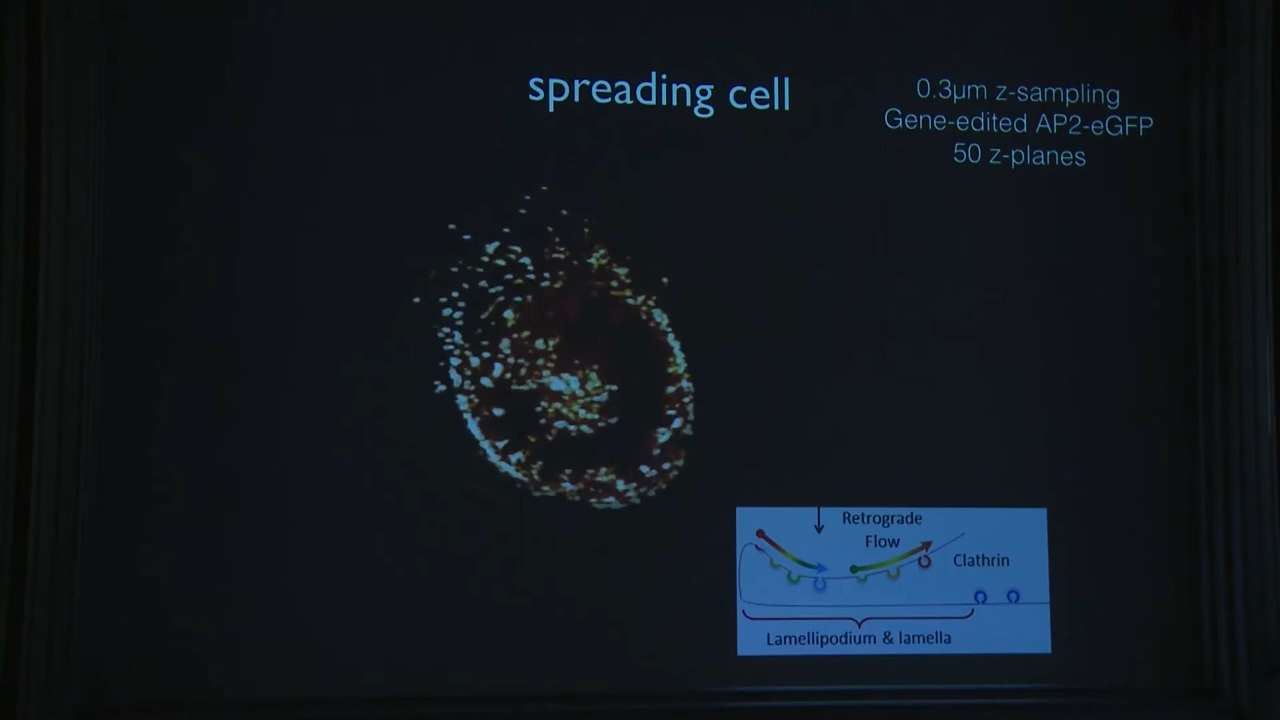 spreading cell
0.3µm z-sampling
Gene-edited AP2-eGFP
50 z-planes
Retrograde
Flow
Clathrin
Lamellipodium & lamella